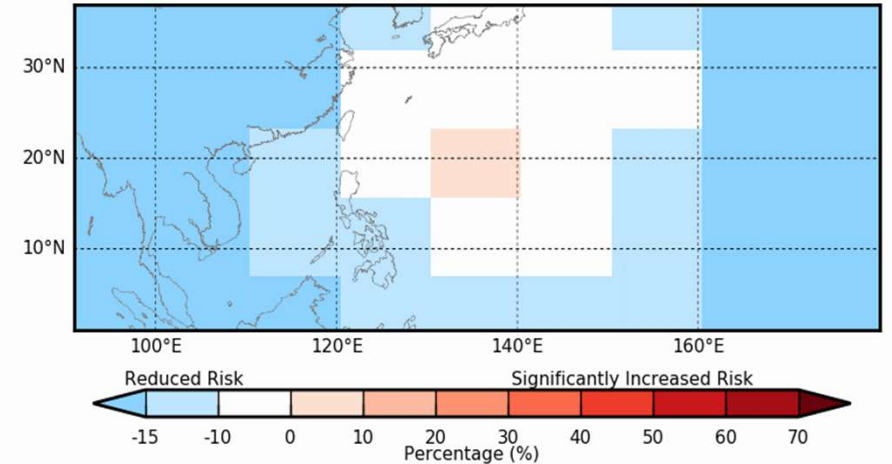 30°N
20°N
10°N
100°E 120°E 140°E 160°E
Reduced Risk Significantly Increased Risk
-15 -10 0 10 20 30 40 50 60 70
Percentage (%)